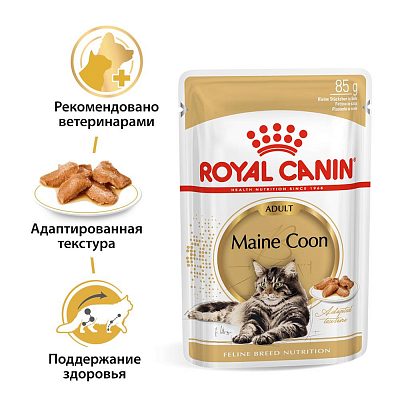 Рекомендовано
ветеринарами
Адаптированная
текстура
Поддержание
здоровья
85 g
ROYAL CANIN
HEALTH NUTRITION SINCE 1968
ADULT
Maine Coon
Adapted
texture
FELINE BREED NUTRITION